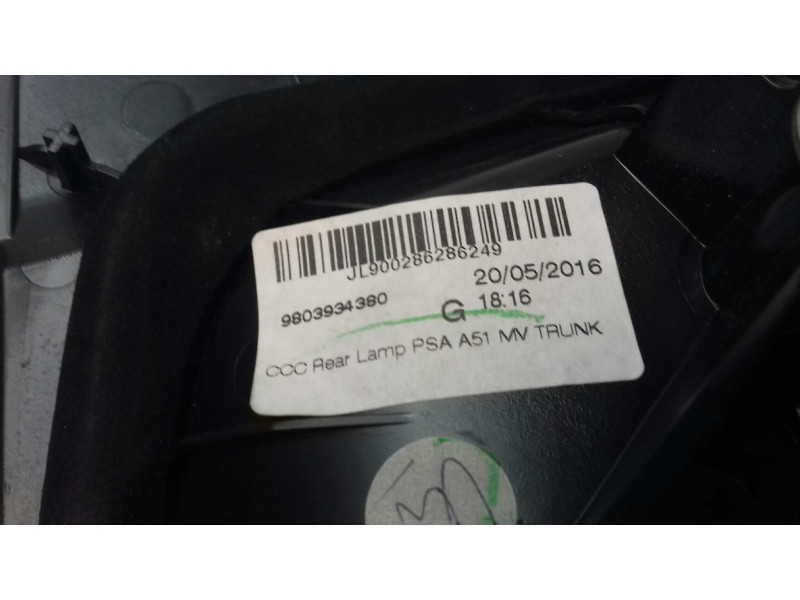 JL900286286249
9803934380
20/05/2016
G 18:16
CCC Rear Lamp PSA A51 MV TRUNK